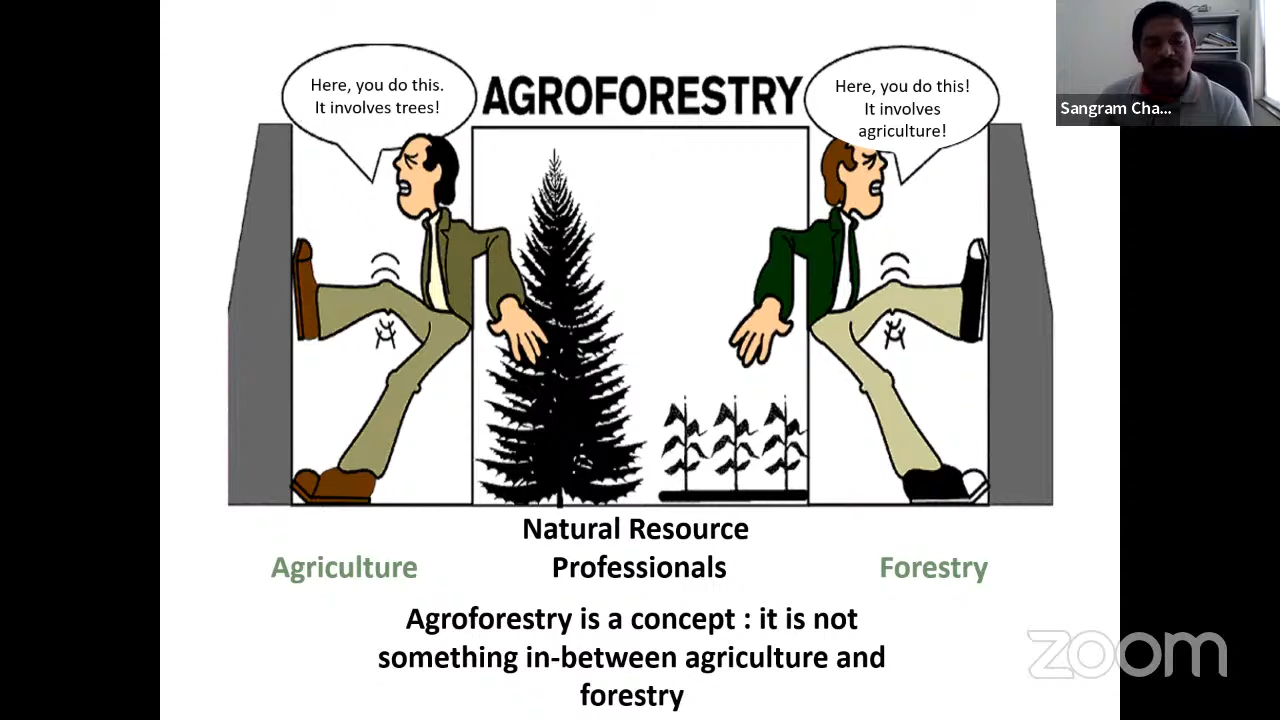 Here, you do this.
It involves trees!
AGROFORESTRY
Here, you do this!
It involves
agriculture!
Sangram Cha...
Natural Resource
Professionals
Agriculture
Forestry
Agroforestry is a concept : it is not
something in-between agriculture and
forestry
zoom